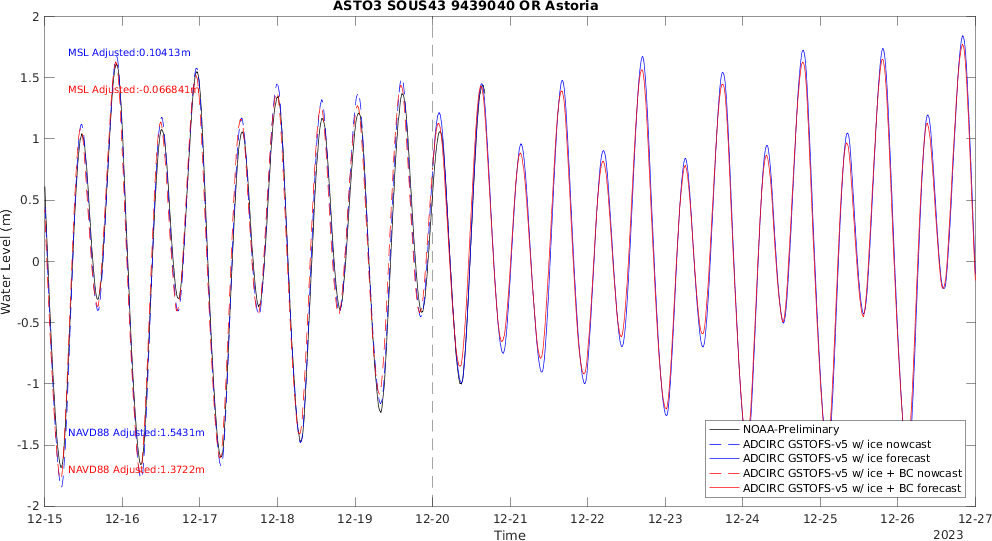 ASTO3 SOUS43 9439040 OR Astoria
2
1.5
1
0.5
0
-0.5
-1
-1.5
-2
Water Level (m)
MSL Adjusted:0.10413m
MSL Adjusted:-0.066841m
NAVD88 Adjusted:1.5431m
NAVD88 Adjusted:1.3722m
NOAA-Preliminary
ADCIRC GSTOFS-v5 w/ ice nowcast
ADCIRC GSTOFS-v5 w/ ice forecast
ADCIRC GSTOFS-v5 w/ ice + BC nowcast
ADCIRC GSTOFS-v5 w/ ice + BC forecast
12-15 12-16 12-17 12-18 12-19 12-20 12-21 12-22 12-23 12-24 12-25 12-26 12-27
Time
2023